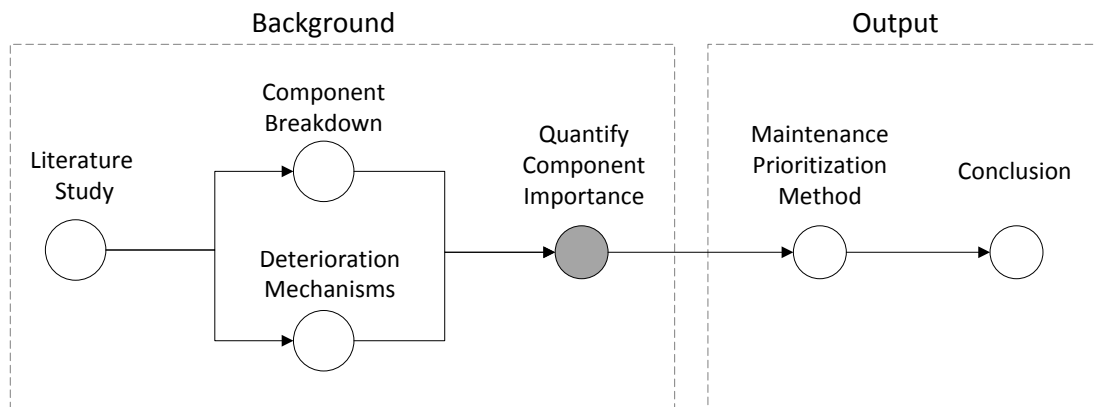 Background
Output
Literature
Study
Component
Breakdown
Deterioration
Mechanisms
Quantify
Component
Importance
Maintenance
Prioritization
Method
Conclusion